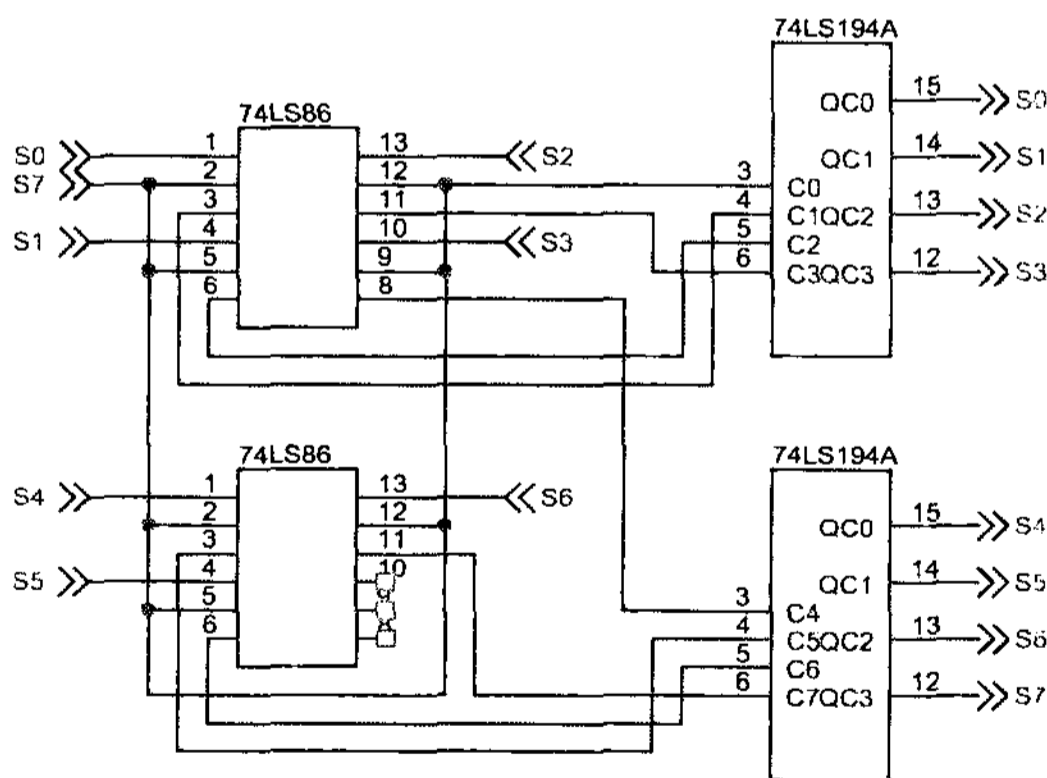 74LS194A
QC0 15 S0
74LS86
S0 1 13 S2
QC1 14 S1
S7 2 12 3 C0
3 11 4 C1QC2 13 S2
S1 4 10 S3 5 C2
5 9 6 C3QC3 12 S3
6 8
74LS86
74LS194A
S4 1 13 S6
2 12 QC0 15 S4
3 11
S5 4 10 QC1 14 S5
5 9 3 C4
6 8 4 C5QC2 13 S6
5 C6
6 C7QC3 12 S7